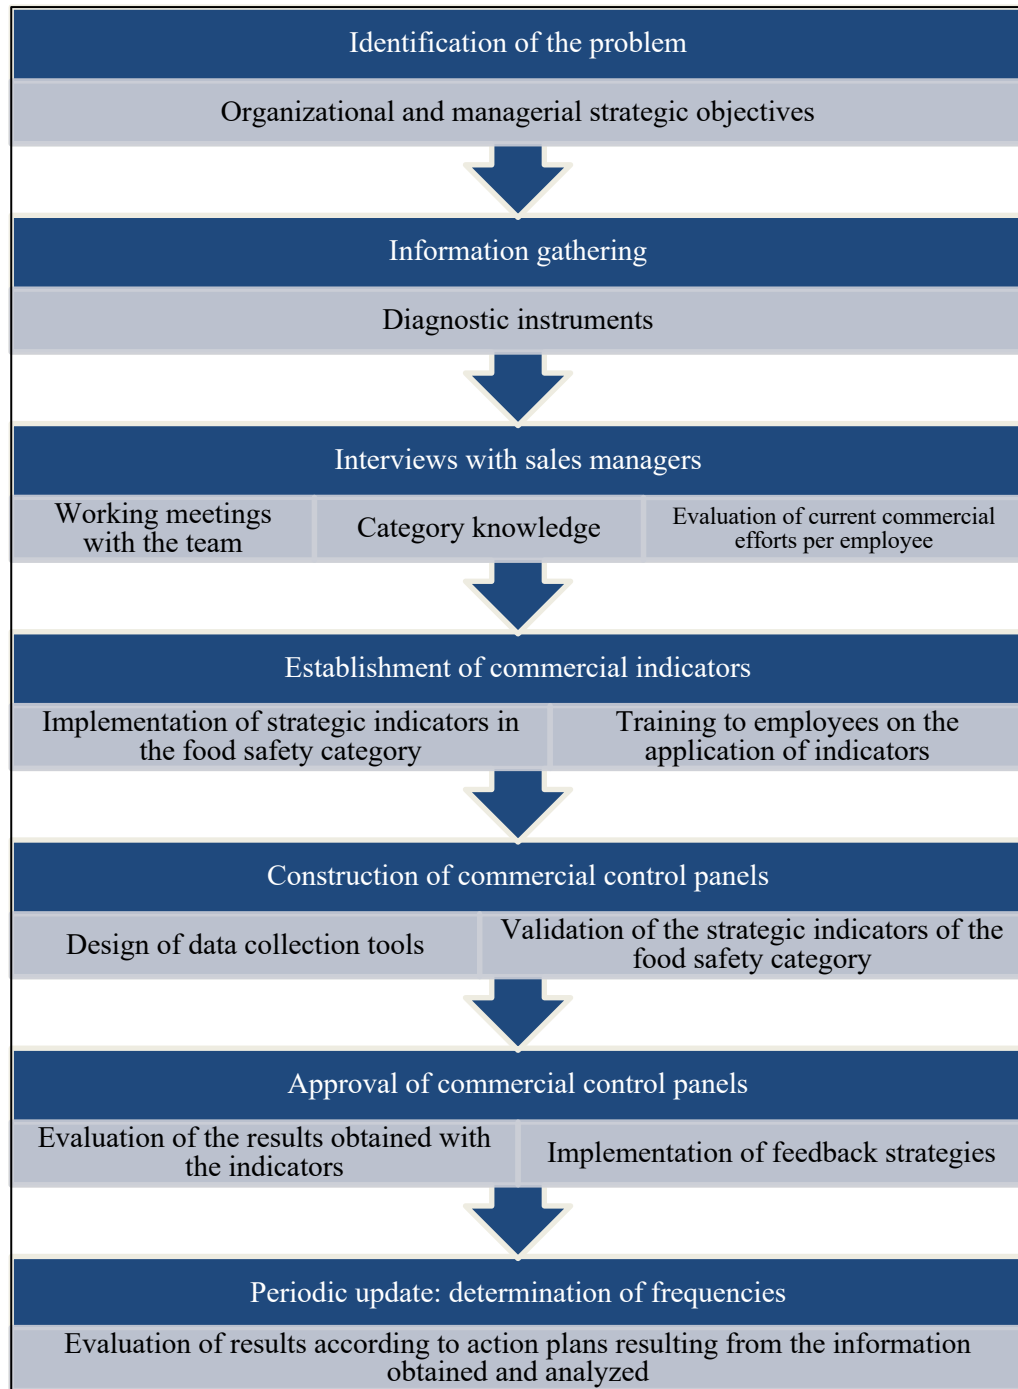 Identification of the problem
Organizational and managerial strategic objectives
Information gathering
Diagnostic instruments
Interviews with sales managers
Working meetings
with the team
Category knowledge
Evaluation of current commercial
efforts per employee
Establishment of commercial indicators
Implementation of strategic indicators in
the food safety category
Training to employees on the
application of indicators
Construction of commercial control panels
Design of data collection tools
Validation of the strategic indicators of the
food safety category
Approval of commercial control panels
Evaluation of the results obtained with
the indicators
Implementation of feedback strategies
Periodic update: determination of frequencies
Evaluation of results according to action plans resulting from the information
obtained and analyzed